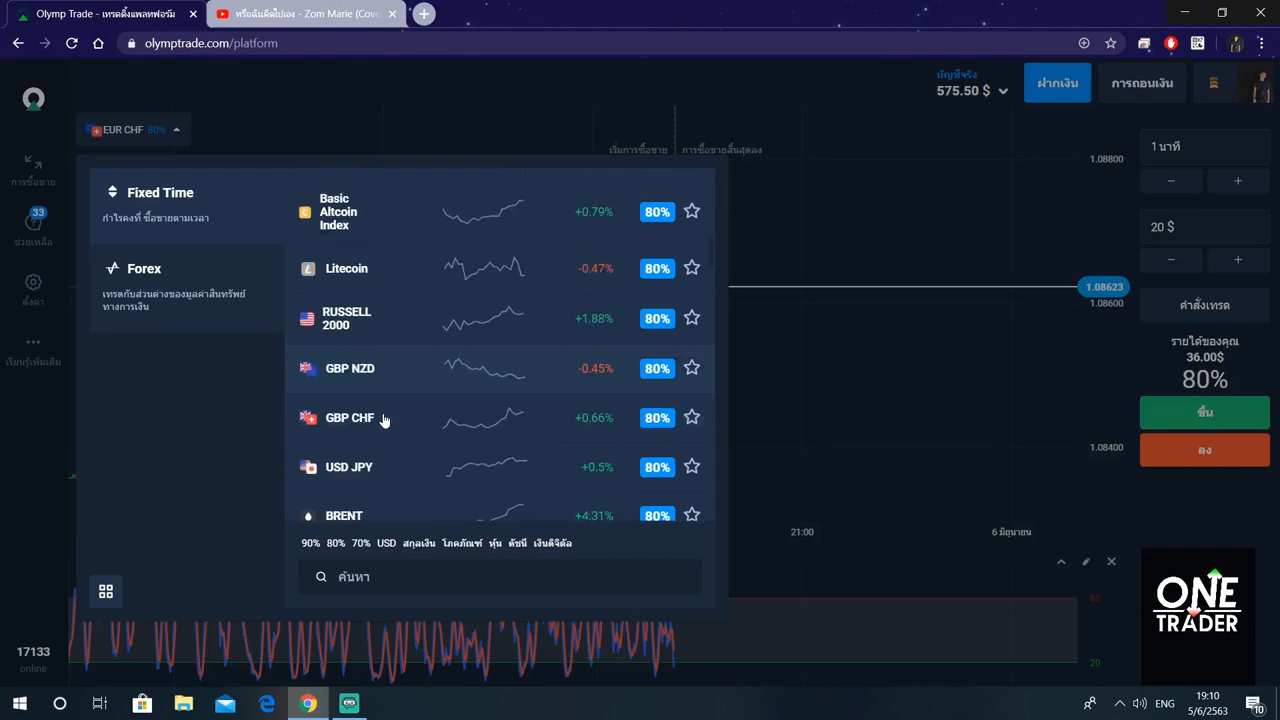 Olymp Trade - เทรดดิ้งแพลทฟอร์ม
หรือฉันคิดไปเอง - Zom Marie (Cov
olymptrade.com/platform
บัญชีจริง
575.50 $
ฝากเงิน
การถอนเงิน
EUR CHF 80%
เริ่มการซื้อขาย
การซื้อขายสิ้นสุดลง
1.08800
1 นาที
การซื้อขาย
33
ช่วยเหลือ
ตั้งค่า
เรียนรู้เพิ่มเติม
Fixed Time
กำไรคงที่ ซื้อขายตามเวลา
Forex
เทรดกับส่วนต่างของมูลค่าสินทรัพย์
ทางการเงิน
Basic
Altcoin
Index
+0.79% 80%
Litecoin -0.47% 80%
RUSSELL
2000
+1.88% 80%
GBP NZD -0.45% 80%
GBP CHF +0.66% 80%
USD JPY +0.5% 80%
BRENT +4.31% 80%
90% 80% 70% USD สกุลเงิน โภคภัณฑ์ หุ้น ดัชนี เงินดิจิตัล
ค้นหา
20 $
1.08623
1.08600
คำสั่งเทรด
รายได้ของคุณ
36.00$
80%
ขึ้น
ลง
1.08400
21:00
6 มิถุนายน
80
20
ONE
TRADER
17133
online
ENG
19:10
5/6/2563
10